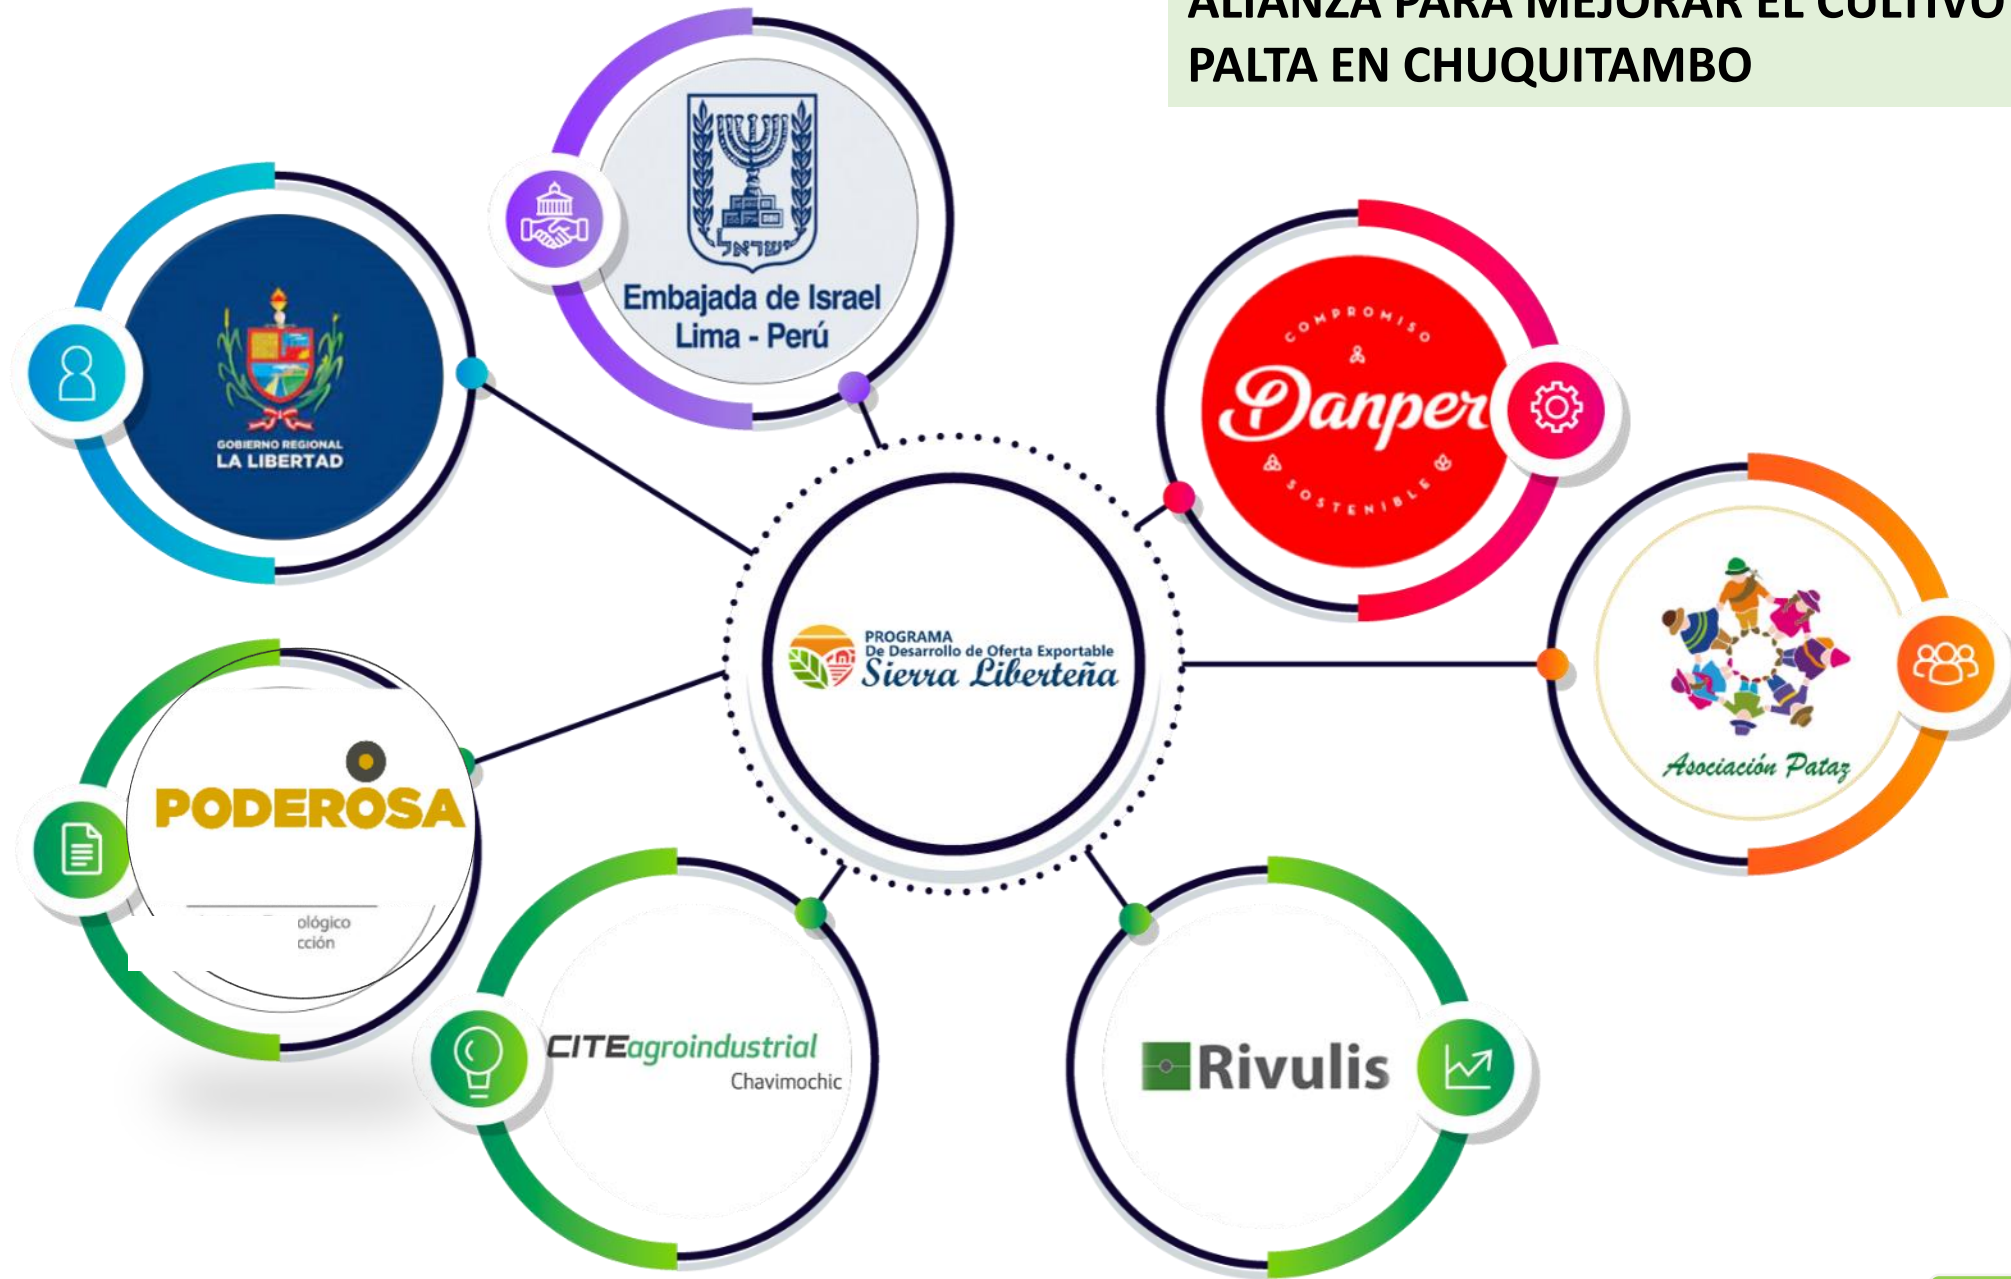 ALIANZA PARA MEJORAR EL CULTIVO
PALTA EN CHUQUITAMBO
ישראל
Embajada de Israel
Lima - Perú
GOBIERNO REGIONAL
LA LIBERTAD
COMPROMISO
Danper
SOSTENIBLE
PROGRAMA
De Desarrollo de Oferta Exportable
Sierra Liberteña
Asociación Pataz
PODEROSA
ológico
cción
CITEagroindustrial
Chavimochic
Rivulis